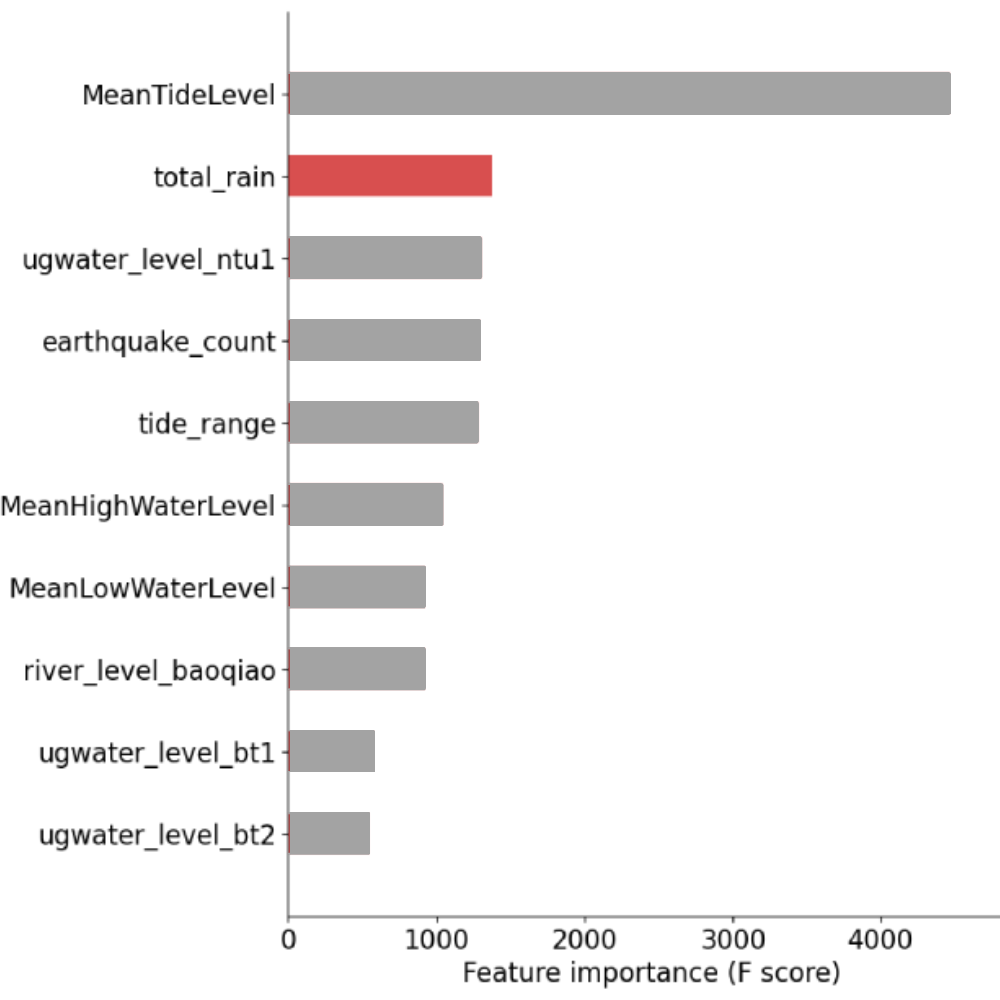 MeanTideLevel
total_rain
ugwater_level_ntu1
earthquake_count
tide_range
MeanHighWaterLevel
MeanLowWaterLevel
river_level_baoqiao
ugwater_level_bt1
ugwater_level_bt2
0 1000 2000 3000 4000
Feature importance (F score)